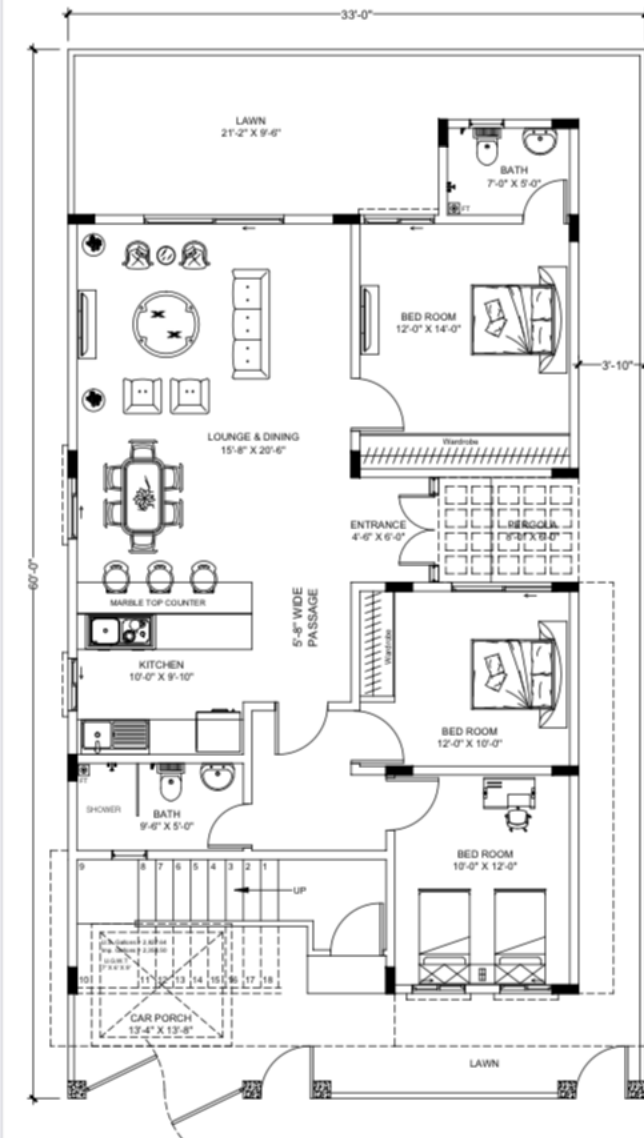 33'-0"
LAWN
21'-2" X 9'-6"
BATH
7'-0" X 5'-0"
FT
BED ROOM
12'-0" X 14'-0"
3'-10"
Wardrobe
LOUNGE & DINING
15'-8" X 20'-6"
ENTRANCE
4'-6" X 6'-0"
PERGOLA
60'-0"
MARBLE TOP COUNTER
5'-8" WIDE
PASSAGE
Wardrobe
KITCHEN
10'-0" X 9'-10"
BED ROOM
12'-0" X 10'-0"
FT
SHOWER
BATH
9'-6" X 5'-0"
BED ROOM
10'-0" X 12'-0"
9 8 7 6 5 4 3 2 1
UP
10 11 12 13 14 15 16 17 18
CAR PORCH
13'-4" X 13'-8"
LAWN